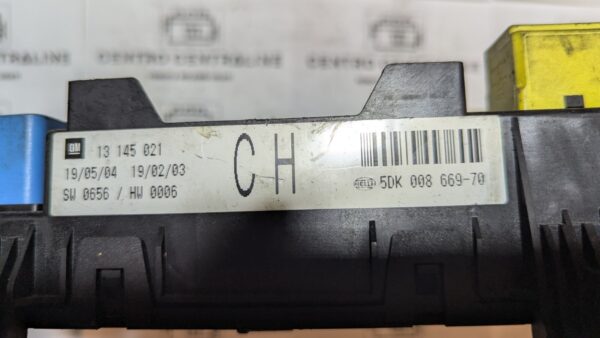 CENTRO CENTRALINE
CENTRO CENTRALINE
GM 13 145 021
19/05/04 19/02/03
SW 0656 / HW 0006
CH
HELLA 5DK 008 669-70